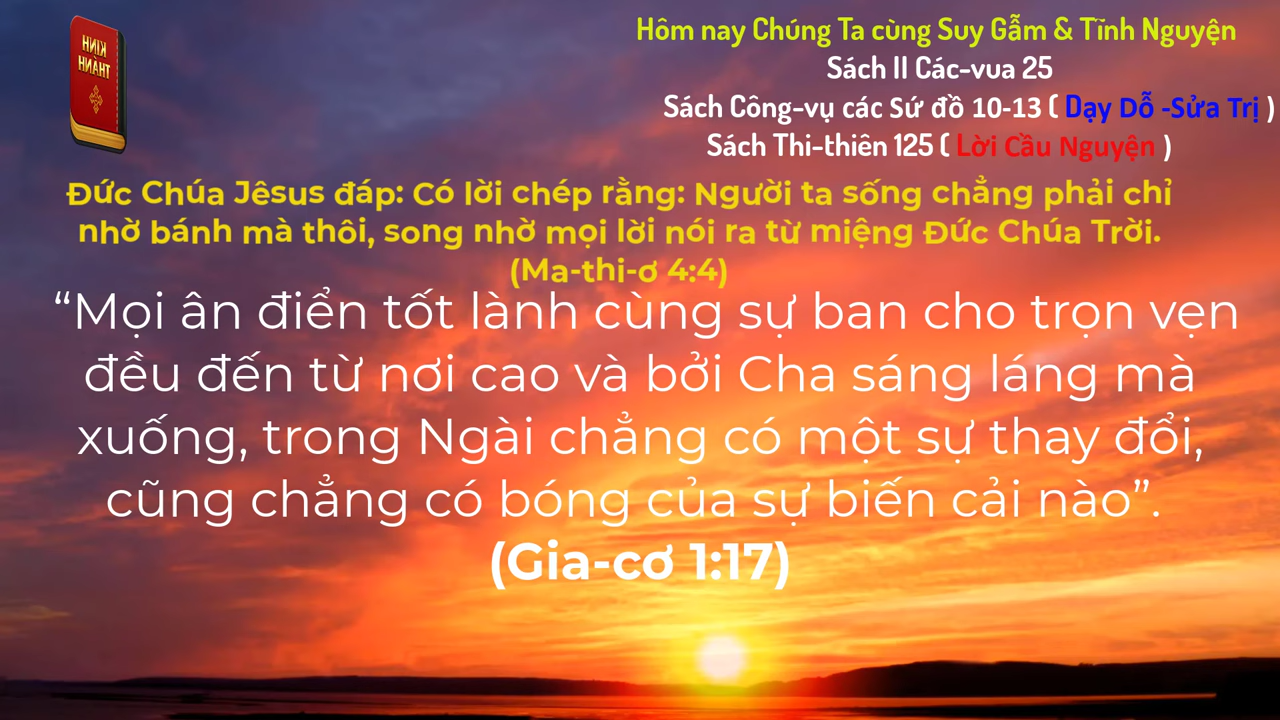 KINH
THÁNH
Hôm nay Chúng Ta cùng Suy Gẫm & Tĩnh Nguyện
Sách II Các-vua 25
Sách Công-vụ các Sứ đồ 10-13 ( Dạy Dỗ -Sửa Trị )
Sách Thi-thiên 125 ( Lời Cầu Nguyện )
Đức Chúa Jêsus đáp: Có lời chép rằng: Người ta sống chẳng phải chỉ
nhờ bánh mà thôi, song nhờ mọi lời nói ra từ miệng Đức Chúa Trời.
(Ma-thi-ơ 4:4)
“Mọi ân điển tốt lành cùng sự ban cho trọn vẹn
đều đến từ nơi cao và bởi Cha sáng láng mà
xuống, trong Ngài chẳng có một sự thay đổi,
cũng chẳng có bóng của sự biến cải nào”.
(Gia-cơ 1:17)